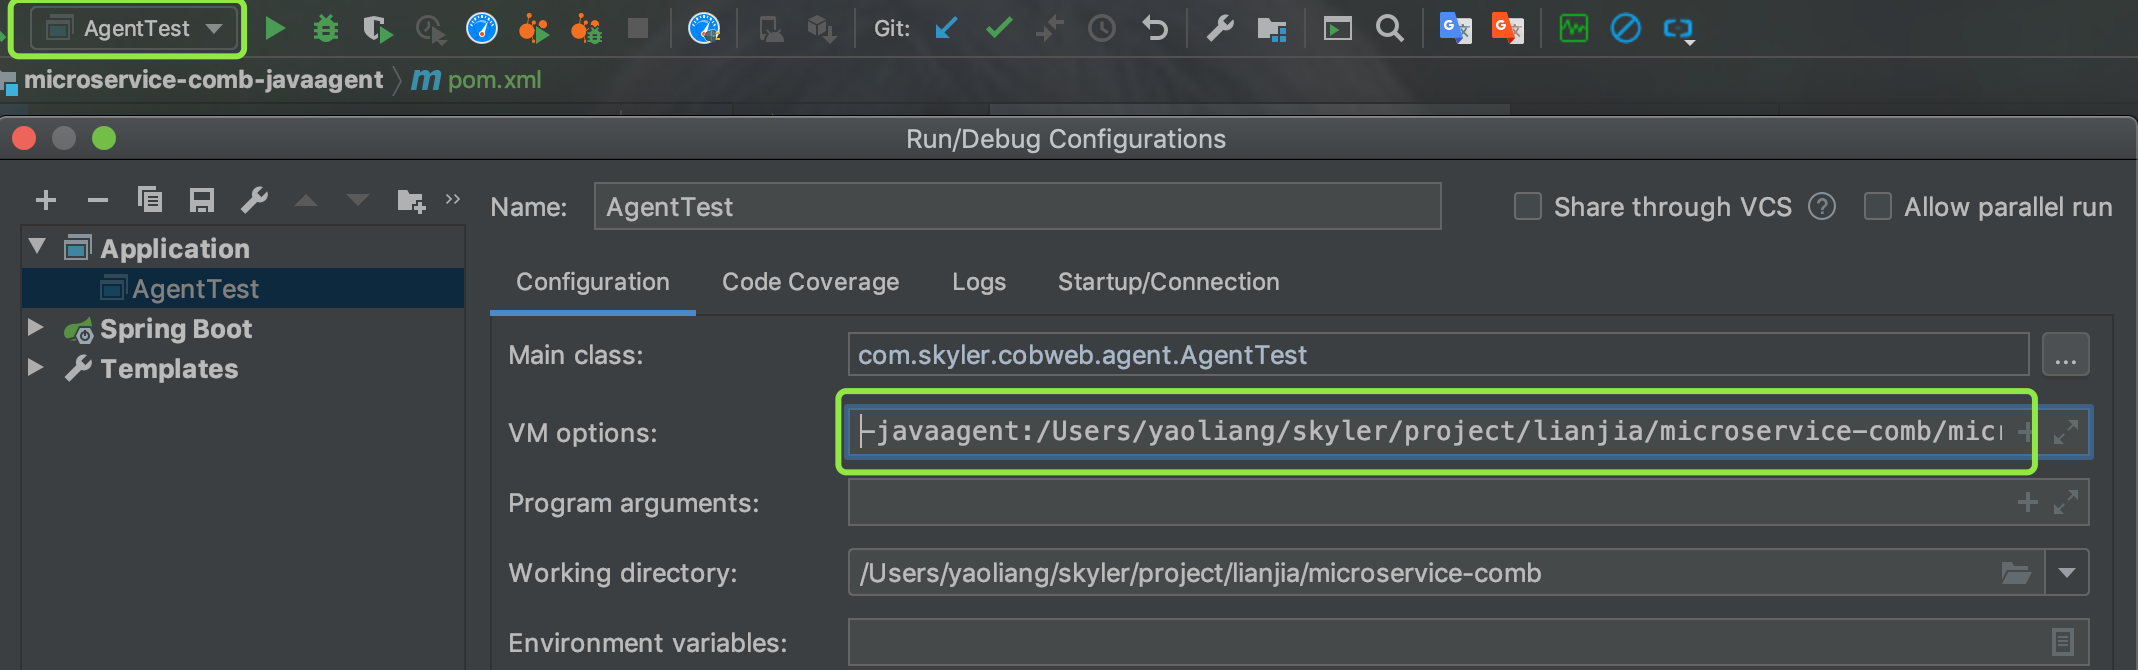 AgentTest
Git:
microservice-comb-javaagent
m pom.xml
Run/Debug Configurations
Name: AgentTest
Share through VCS ?
Allow parallel run
Application
AgentTest
Spring Boot
Templates
Configuration
Code Coverage
Logs
Startup/Connection
Main class: com.skyler.cobweb.agent.AgentTest ...
VM options: -javaagent:/Users/yaoliang/skyler/project/lianjia/microservice-comb/micr
Program arguments:
Working directory: /Users/yaoliang/skyler/project/lianjia/microservice-comb
Environment variables: